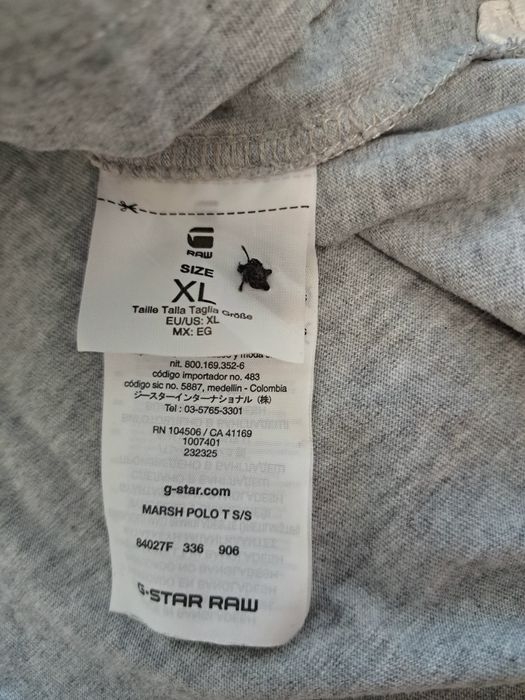 RAW
SIZE
XL
Taille Talla Taglia Größe
EU/US: XL
MX: EG
nit. 800.169.352-6
código importador no. 483
código sic no. 5887, medellin - Colombia
ジースターインターナショナル (株)
Tel : 03-5765-3301
RN 104506 / CA 41169
1007401
232325
g-star.com
MARSH POLO T S/S
84027F 336 906
G-STAR RAW